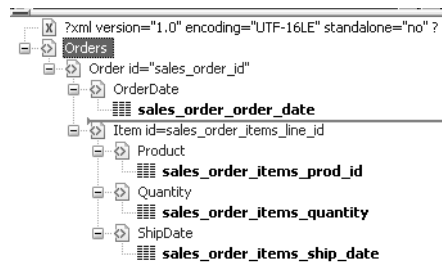 ?xml version="1.0" encoding="UTF-16LE" standalone="no" ?
Orders
Order id="sales_order_id"
OrderDate
sales_order_order_date
Item id=sales_order_items_line_id
Product
sales_order_items_prod_id
Quantity
sales_order_items_quantity
ShipDate
sales_order_items_ship_date